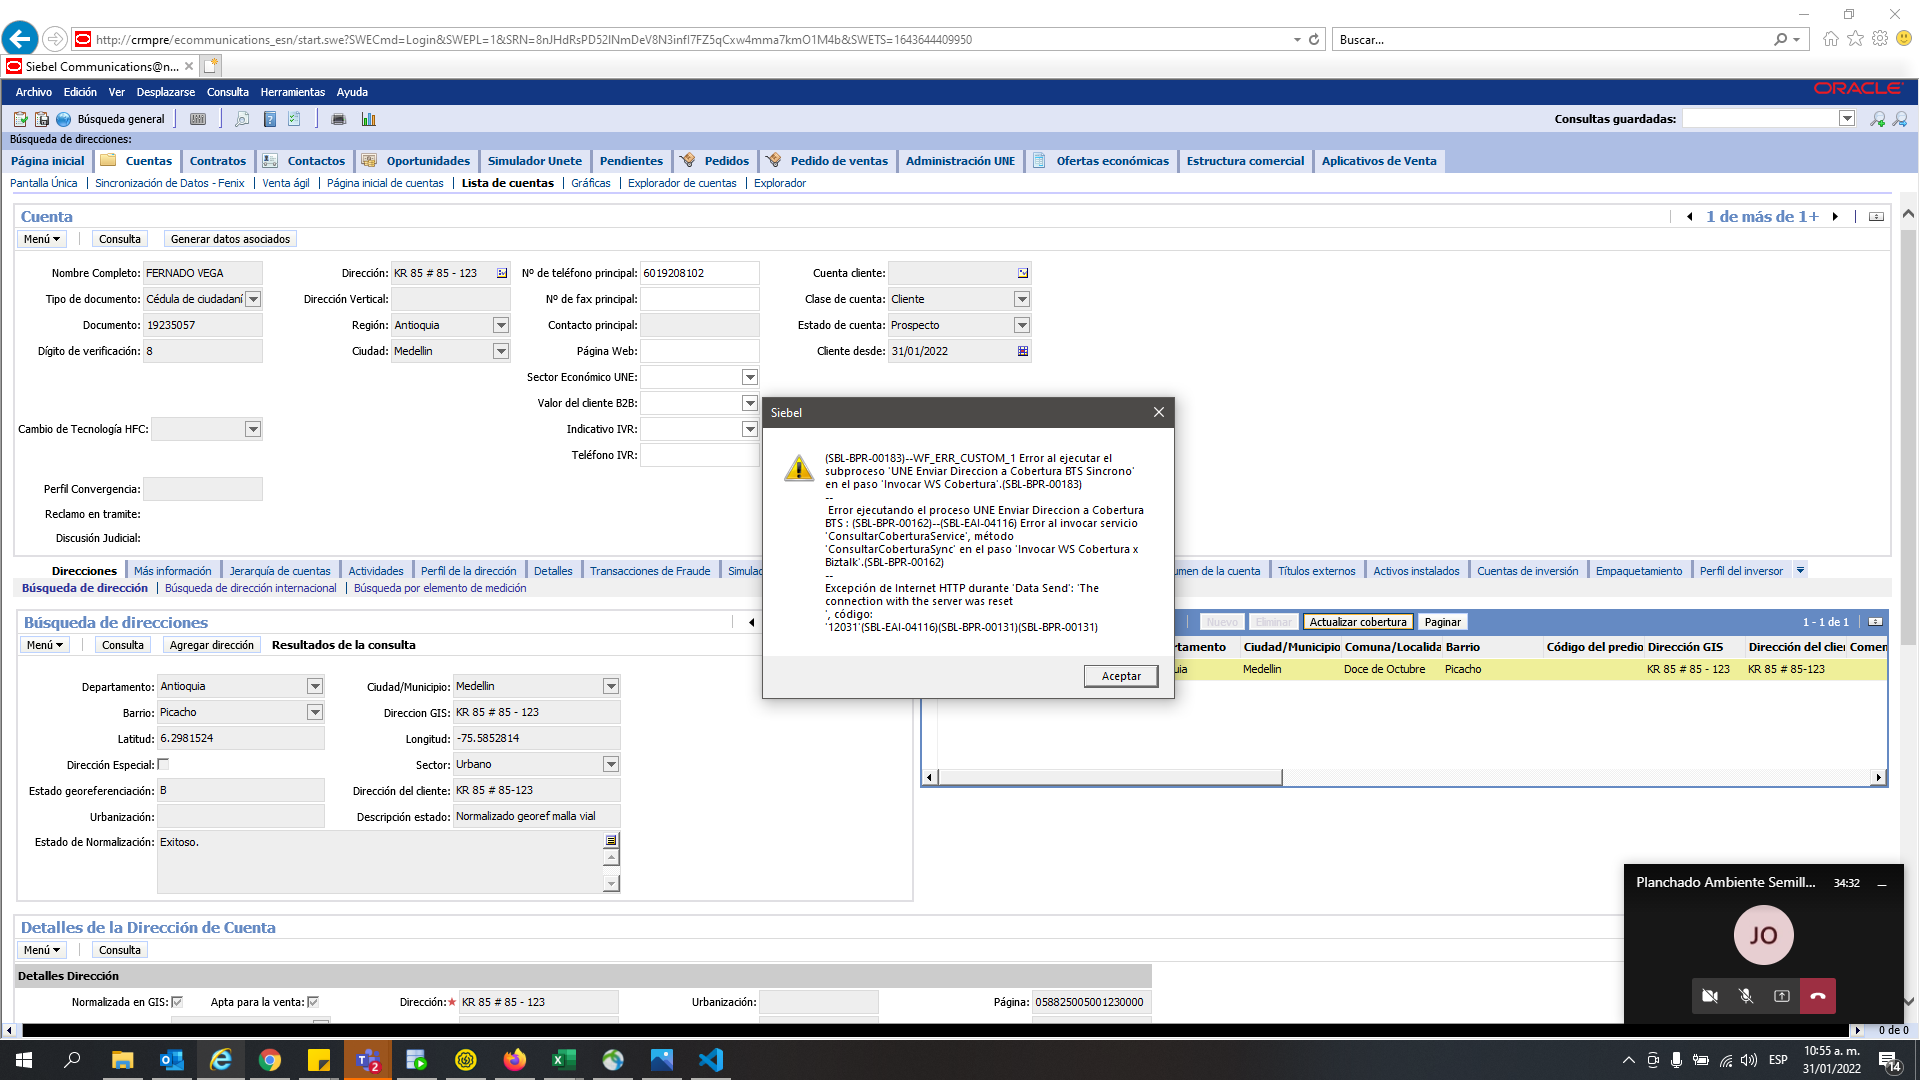 http://crmpre/ecommunications_esn/start.swe?SWECmd=Login&SWEPL=1&SRN=8nJHdRsPD52INmDeV8N3infI7FZ5qCxw4mma7kmO1M4b&SWETS=1643644409950
Buscar...
Siebel Communications@n...
Archivo Edición Ver Desplazarse Consulta Herramientas Ayuda
ORACLE
Búsqueda general
Consultas guardadas:
Búsqueda de direcciones:
Página inicial Cuentas Contratos Contactos Oportunidades Simulador Unete Pendientes Pedidos Pedido de ventas Administración UNE Ofertas económicas Estructura comercial Aplicativos de Venta
Pantalla Única Sincronización de Datos - Fenix Venta ágil Página inicial de cuentas Lista de cuentas Gráficas Explorador de cuentas Explorador
Cuenta
1 de más de 1+
Menú Consulta Generar datos asociados
Nombre Completo: FERNADO VEGA Dirección: KR 85 # 85 - 123 Nº de teléfono principal: 6019208102 Cuenta cliente:
Tipo de documento: Cédula de ciudadaní Dirección Vertical: Nº de fax principal: Clase de cuenta: Cliente
Documento: 19235057 Región: Antioquia Contacto principal: Estado de cuenta: Prospecto
Dígito de verificación: 8 Ciudad: Medellin Página Web: Cliente desde: 31/01/2022
Sector Económico UNE:
Valor del cliente B2B:
Cambio de Tecnología HFC: Indicativo IVR:
Teléfono IVR:
Perfil Convergencia:
Reclamo en tramite:
Discusión Judicial:
Siebel
(SBL-BPR-00183)--WF_ERR_CUSTOM_1 Error al ejecutar el
subproceso 'UNE Enviar Direccion a Cobertura BTS Sincrono'
en el paso 'Invocar WS Cobertura'.(SBL-BPR-00183)
--
Error ejecutando el proceso UNE Enviar Direccion a Cobertura
BTS : (SBL-BPR-00162)--(SBL-EAI-04116) Error al invocar servicio
'ConsultarCoberturaService', método
'ConsultarCoberturaSync' en el paso 'Invocar WS Cobertura x
Biztalk'.(SBL-BPR-00162)
--
Excepción de Internet HTTP durante 'Data Send': 'The
connection with the server was reset
', código:
'12031'(SBL-EAI-04116)(SBL-BPR-00131)(SBL-BPR-00131)
Aceptar
Direcciones Más información Jerarquía de cuentas Actividades Perfil de la dirección Detalles Transacciones de Fraude Simulac umen de la cuenta Títulos externos Activos instalados Cuentas de inversión Empaquetamiento Perfil del inversor
Búsqueda de dirección Búsqueda de dirección internacional Búsqueda por elemento de medición
Búsqueda de direcciones
Nuevo Eliminar Actualizar cobertura Paginar 1 - 1 de 1
Menú Consulta Agregar dirección Resultados de la consulta
rtamento Ciudad/Municipio Comuna/Localida Barrio Código del predio Dirección GIS Dirección del clie Comen
uia Medellin Doce de Octubre Picacho KR 85 # 85 - 123 KR 85 # 85-123
Departamento: Antioquia Ciudad/Municipio: Medellin
Barrio: Picacho Direccion GIS: KR 85 # 85 - 123
Latitud: 6.2981524 Longitud: -75.5852814
Dirección Especial: Sector: Urbano
Estado georeferenciación: B Dirección del cliente: KR 85 # 85-123
Urbanización: Descripción estado: Normalizado georef malla vial
Estado de Normalización: Exitoso.
Detalles de la Dirección de Cuenta
Menú Consulta
Detalles Dirección
Normalizada en GIS: Apta para la venta: Dirección:★ KR 85 # 85 - 123 Urbanización: Página: 058825005001230000
0 de 0
Planchado Ambiente Semill... 34:32
JO
2
ESP
10:55 a. m.
31/01/2022
14